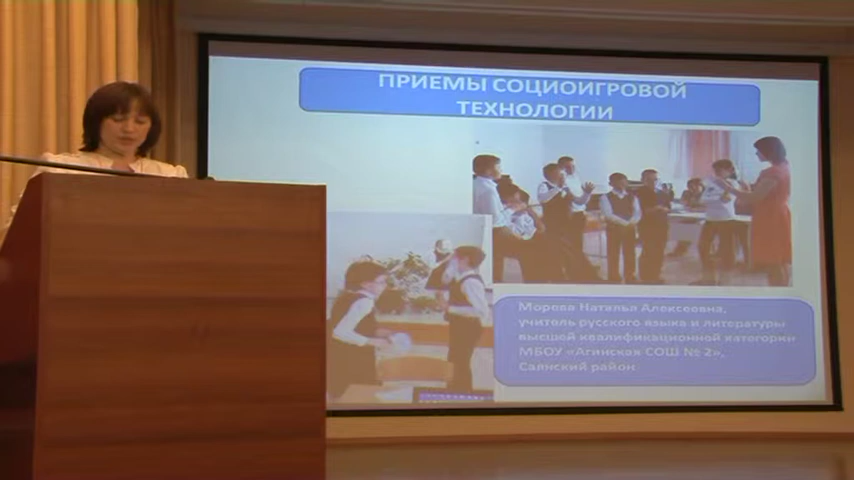 ПРИЕМЫ СОЦИОИГРОВОЙ
ТЕХНОЛОГИИ
Морева Наталья Алексеевна,
учитель русского языка и литературы
высшей квалификационной категории
МБОУ «Агинская СОШ № 2»,
Саянский район